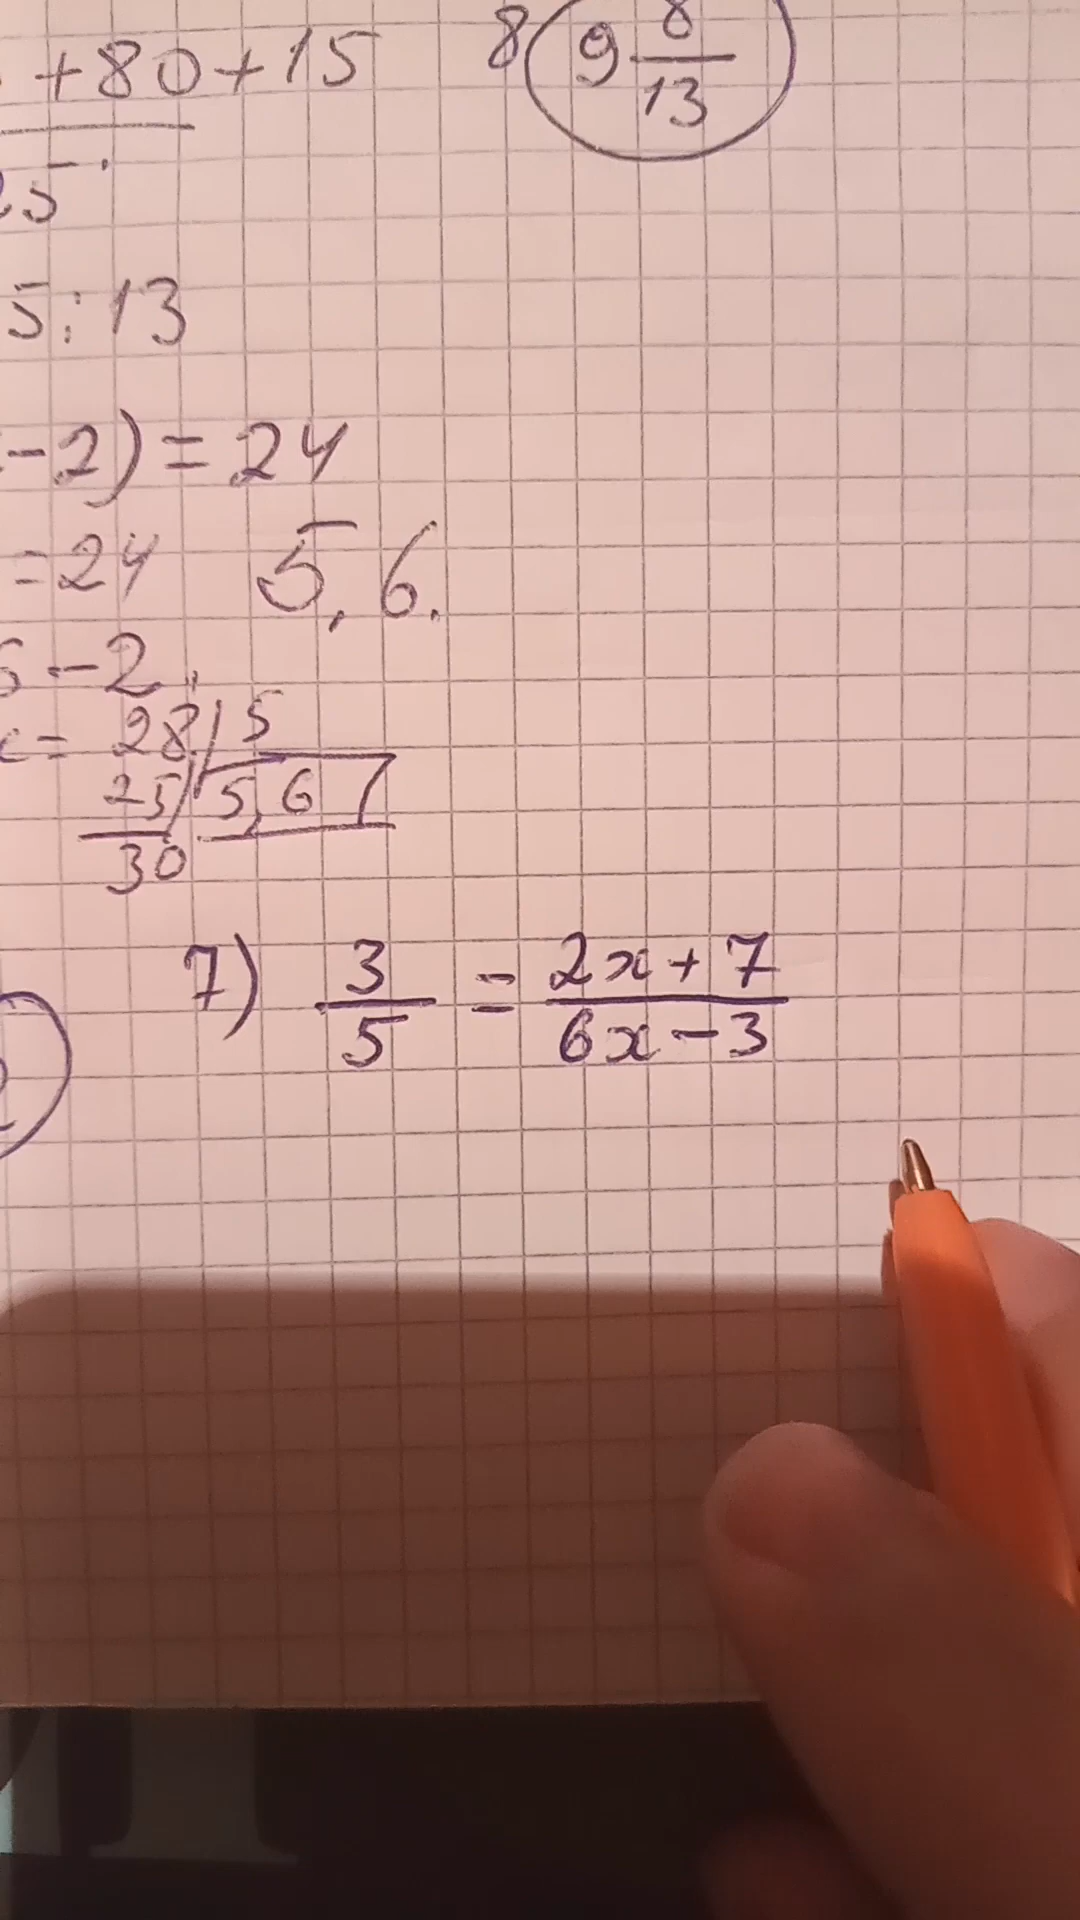 +80+15 8 9 8/13
25
5:13
-2)=24
=24 5,6.
-2
= 28 5
25 5,6
30
7) 3/5 = 2x+7/6x-3